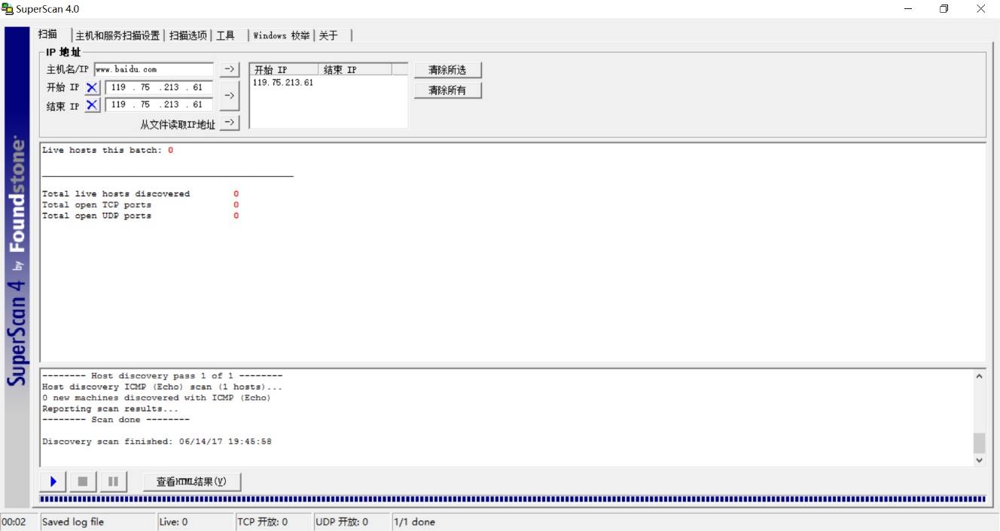 SuperScan 4.0
扫描 主机和服务扫描设置 扫描选项 工具 Windows 枚举 关于
IP 地址
主机名/IP www.baidu.com -> 开始 IP 结束 IP 清除所选
开始 IP X 119 . 75 .213 . 61 -> 119.75.213.61 清除所有
结束 IP X 119 . 75 .213 . 61
从文件读取IP地址 ->
SuperScan 4 by Foundstone
Live hosts this batch: 0
Total live hosts discovered 0
Total open TCP ports 0
Total open UDP ports 0
-------- Host discovery pass 1 of 1 --------
Host discovery ICMP (Echo) scan (1 hosts)...
0 new machines discovered with ICMP (Echo)
Reporting scan results...
-------- Scan done --------
Discovery scan finished: 06/14/17 19:45:58
查看HTML结果(V)
00:02 Saved log file Live: 0 TCP 开放: 0 UDP 开放: 0 1/1 done